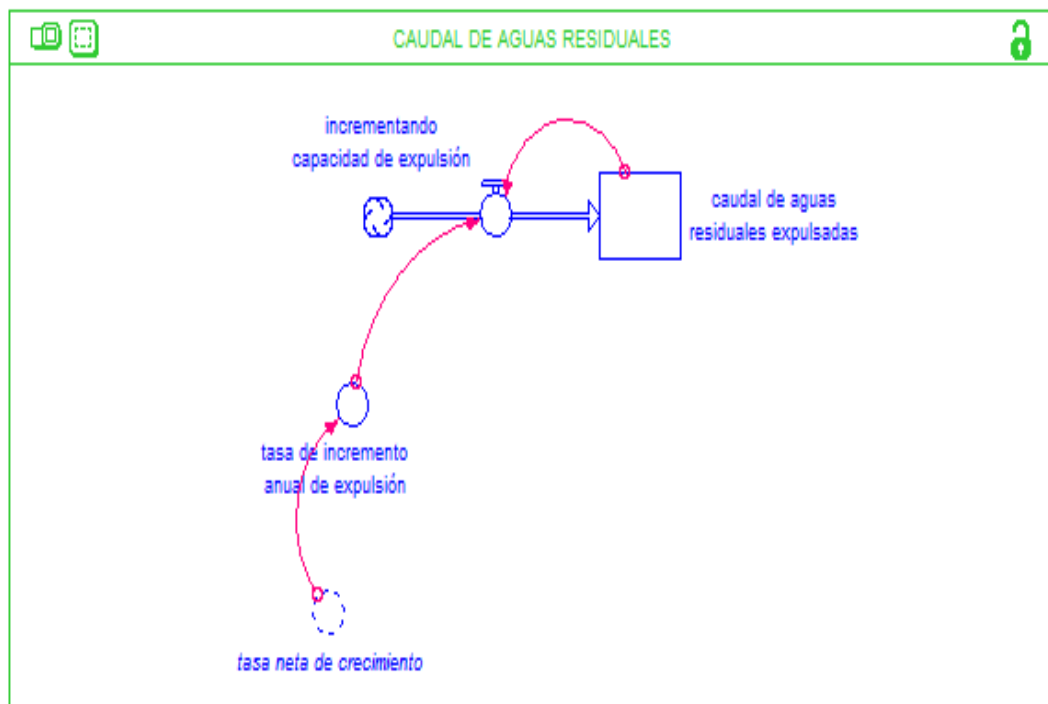 CAUDAL DE AGUAS RESIDUALES
incrementando
capacidad de expulsión
caudal de aguas
residuales expulsadas
tasa de incremento
anual de expulsión
tasa neta de crecimiento